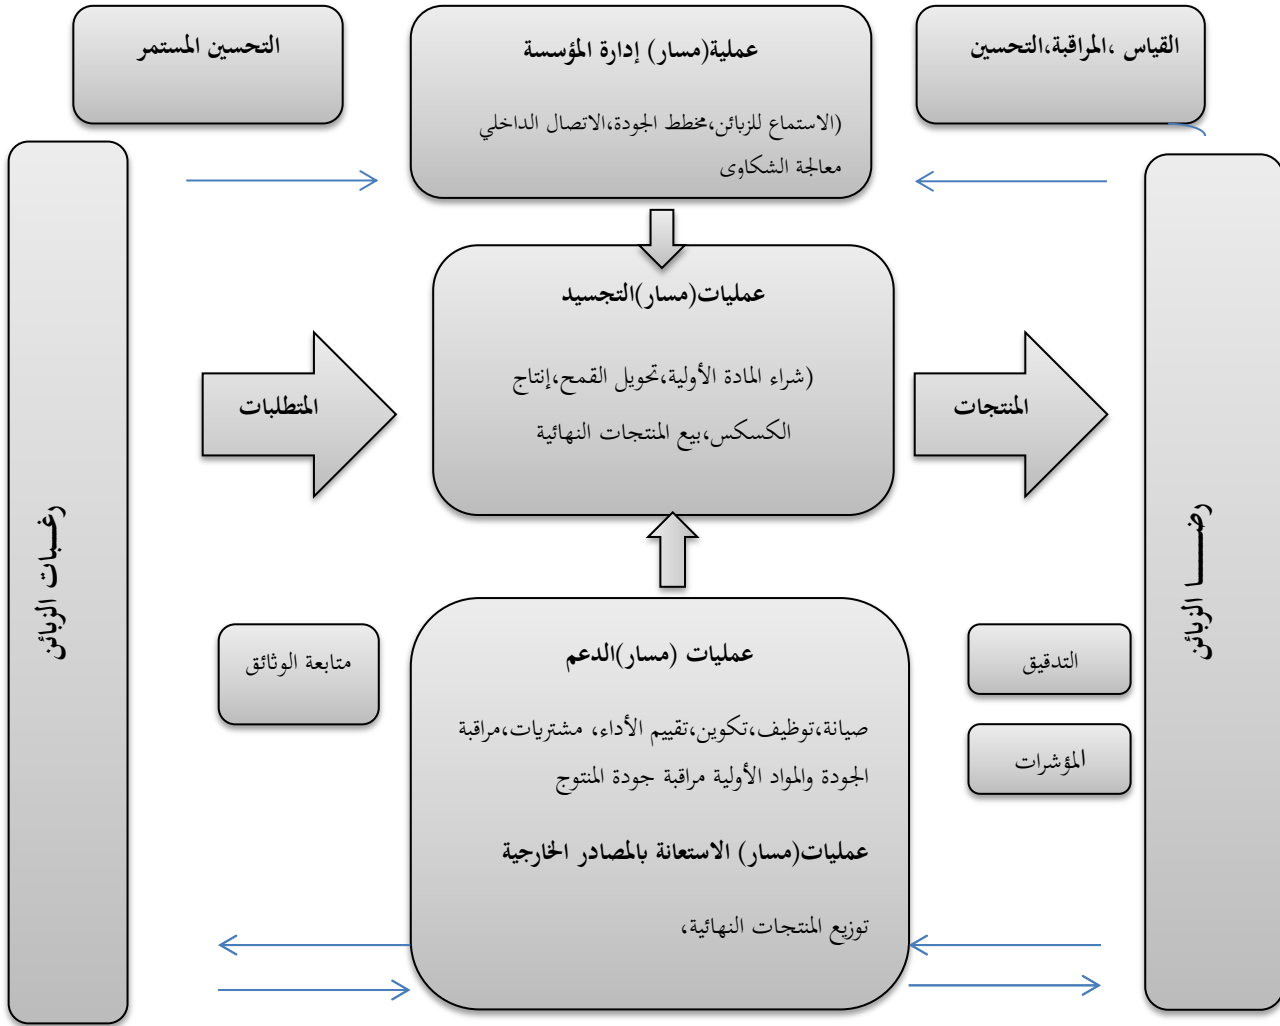 القياس ،المراقبة،التحسين
عملية(مسار) إدارة المؤسسة
(الاستماع للزبائن،مخطط الجودة،الاتصال الداخلي
معالجة الشكاوى
التحسين المستمر
رضــــــا الزبائن
عمليات(مسار)التجسيد
(شراء المادة الأولية،تحويل القمح،إنتاج
الكسكس،بيع المنتجات النهائية
المنتجات
المتطلبات
رغـــبات الزبائن
التدقيق
المؤشرات
عمليات (مسار)الدعم
صيانة،توظيف،تكوين،تقييم الأداء، مشتريات،مراقبة
الجودة والمواد الأولية مراقبة جودة المنتوج
عمليات(مسار) الاستعانة بالمصادر الخارجية
توزيع المنتجات النهائية،
متابعة الوثائق